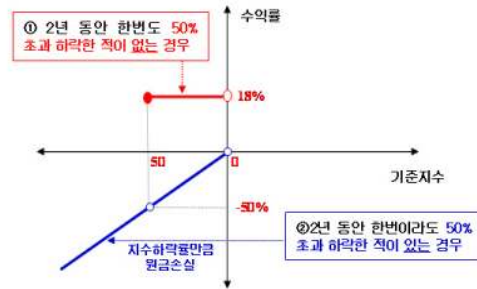 ① 2년 동안 한번도 50%
초과 하락한 적이 없는 경우
수익률
18%
50
0
기준지수
-50%
②2년 동안 한번이라도 50%
초과 하락한 적이 있는 경우
지수하락률만큼
원금손실